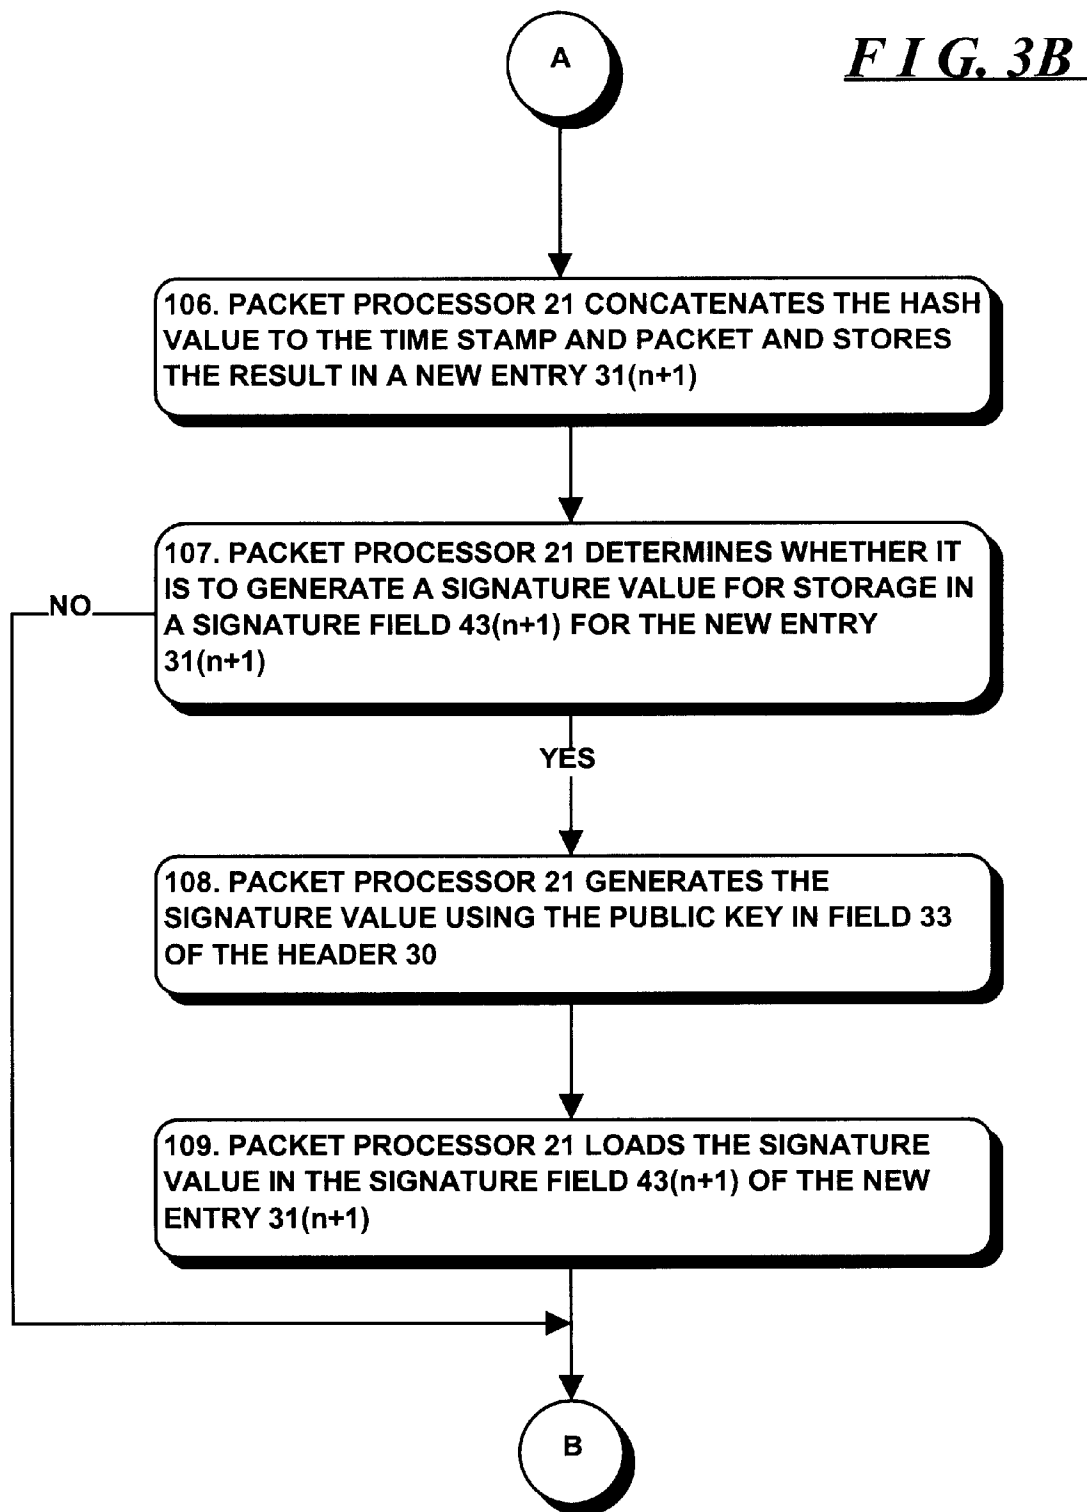 A
FIG. 3B
106. PACKET PROCESSOR 21 CONCATENATES THE HASH
VALUE TO THE TIME STAMP AND PACKET AND STORES
THE RESULT IN A NEW ENTRY 31(n+1)
107. PACKET PROCESSOR 21 DETERMINES WHETHER IT
IS TO GENERATE A SIGNATURE VALUE FOR STORAGE IN
A SIGNATURE FIELD 43(n+1) FOR THE NEW ENTRY
31(n+1)
NO
YES
108. PACKET PROCESSOR 21 GENERATES THE
SIGNATURE VALUE USING THE PUBLIC KEY IN FIELD 33
OF THE HEADER 30
109. PACKET PROCESSOR 21 LOADS THE SIGNATURE
VALUE IN THE SIGNATURE FIELD 43(n+1) OF THE NEW
ENTRY 31(n+1)
B